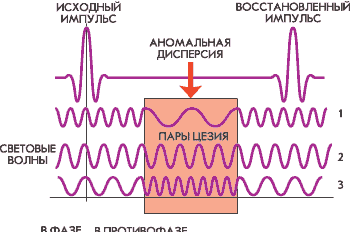 ИСХОДНЫЙ
ИМПУЛЬС
ВОССТАНОВЛЕННЫЙ
ИМПУЛЬС
АНОМАЛЬНАЯ
ДИСПЕРСИЯ
1
ПАРЫ ЦЕЗИЯ
СВЕТОВЫЕ
ВОЛНЫ
2
3
В ФАЗЕ В ПРОТИВОФАЗЕ